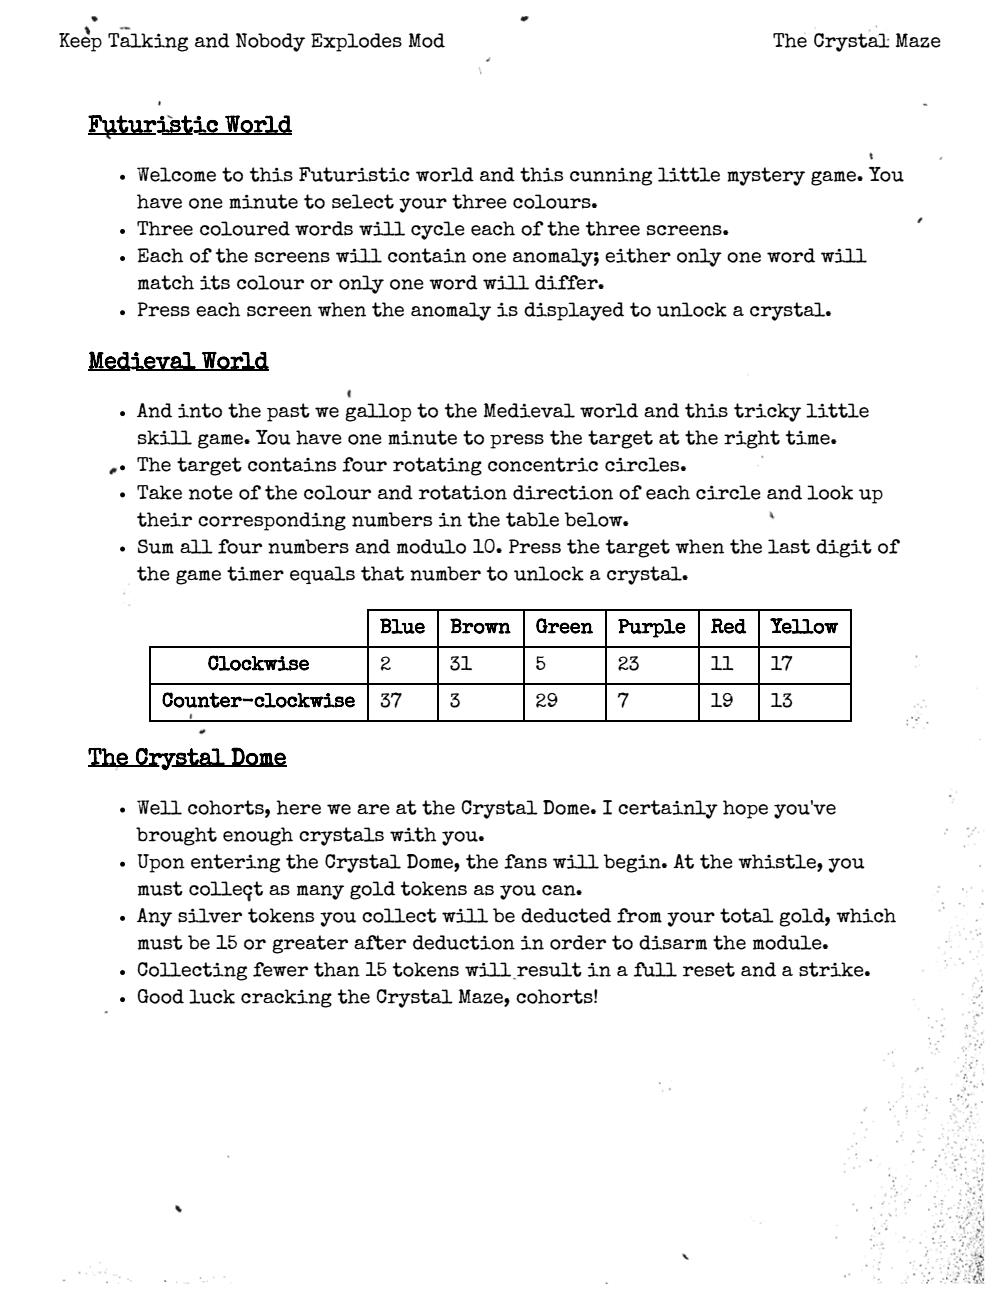 Keep Talking and Nobody Explodes Mod The Crystal Maze
Futuristic World
• Welcome to this Futuristic world and this cunning little mystery game. You
have one minute to select your three colours.
• Three coloured words will cycle each of the three screens.
• Each of the screens will contain one anomaly; either only one word will
match its colour or only one word will differ.
• Press each screen when the anomaly is displayed to unlock a crystal.
Medieval World
• And into the past we gallop to the Medieval world and this tricky little
skill game. You have one minute to press the target at the right time.
• The target contains four rotating concentric circles.
• Take note of the colour and rotation direction of each circle and look up
their corresponding numbers in the table below.
• Sum all four numbers and modulo 10. Press the target when the last digit of
the game timer equals that number to unlock a crystal.
Blue Brown Green Purple Red Yellow
Clockwise 2 31 5 23 11 17
Counter-clockwise 37 3 29 7 19 13
The Crystal Dome
• Well cohorts, here we are at the Crystal Dome. I certainly hope you've
brought enough crystals with you.
• Upon entering the Crystal Dome, the fans will begin. At the whistle, you
must collect as many gold tokens as you can.
• Any silver tokens you collect will be deducted from your total gold, which
must be 15 or greater after deduction in order to disarm the module.
• Collecting fewer than 15 tokens will result in a full reset and a strike.
• Good luck cracking the Crystal Maze, cohorts!